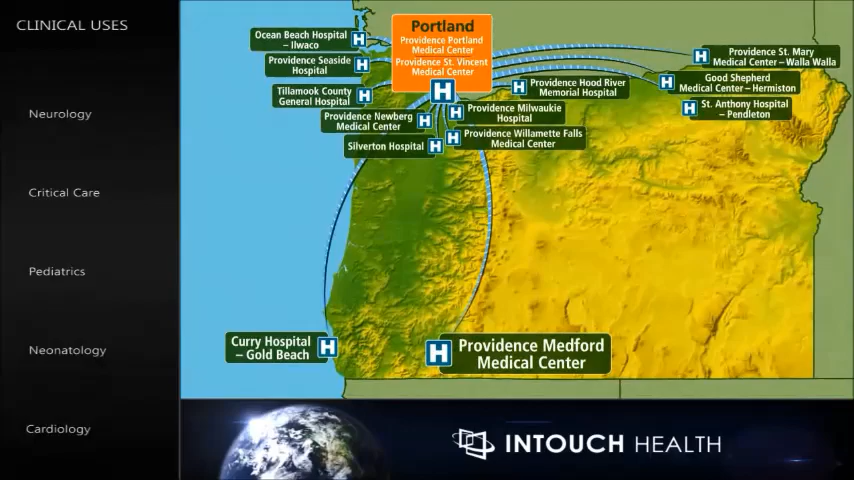 CLINICAL USES
Neurology
Critical Care
Pediatrics
Neonatology
Cardiology
Portland
Providence Portland
Medical Center
Providence St. Vincent
Medical Center
Ocean Beach Hospital
– Ilwaco
Providence Seaside
Hospital
Tillamook County
General Hospital
Providence Newberg
Medical Center
Silverton Hospital
Providence Milwaukie
Hospital
Providence Willamette Falls
Medical Center
Providence Hood River
Memorial Hospital
Providence St. Mary
Medical Center – Walla Walla
Good Shepherd
Medical Center – Hermiston
St. Anthony Hospital
– Pendleton
Curry Hospital
– Gold Beach
Providence Medford
Medical Center
H
H
H
H
H
H
H
H
H
H
H
H
H
H
INTOUCH HEALTH